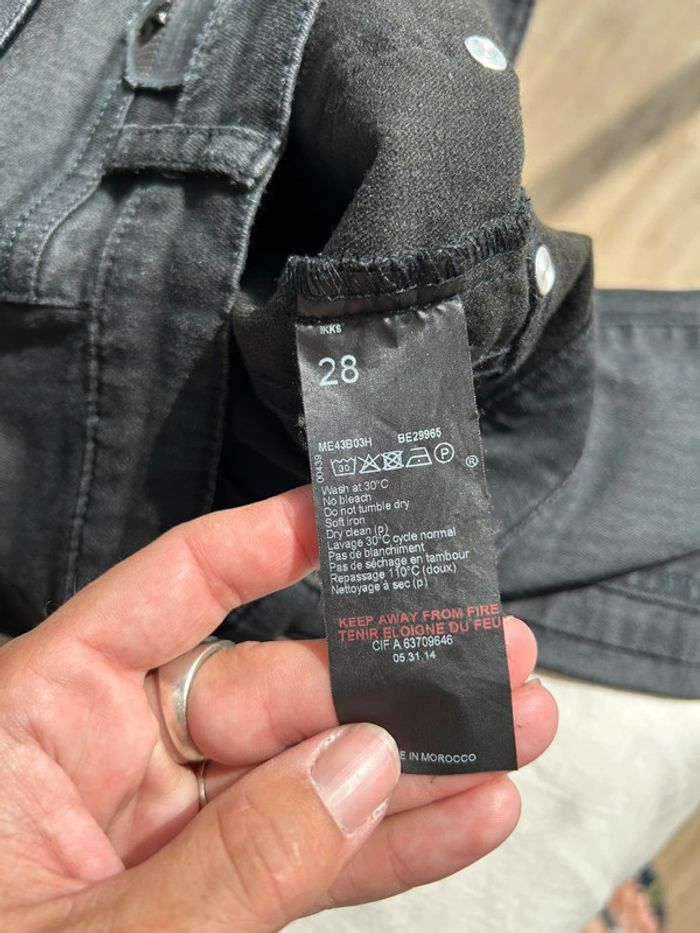 IKKS
28
ME43B03H BE29965
00439
30 P ®
Wash at 30°C
No bleach
Do not tumble dry
Soft iron
Dry clean (p)
Lavage 30°C cycle normal
Pas de blanchiment
Pas de séchage en tambour
Repassage 110°C (doux)
Nettoyage à sec (p)
KEEP AWAY FROM FIRE
TENIR ELOIGNE DU FEU
CIF A 63709646
05.31.14
E IN MOROCCO